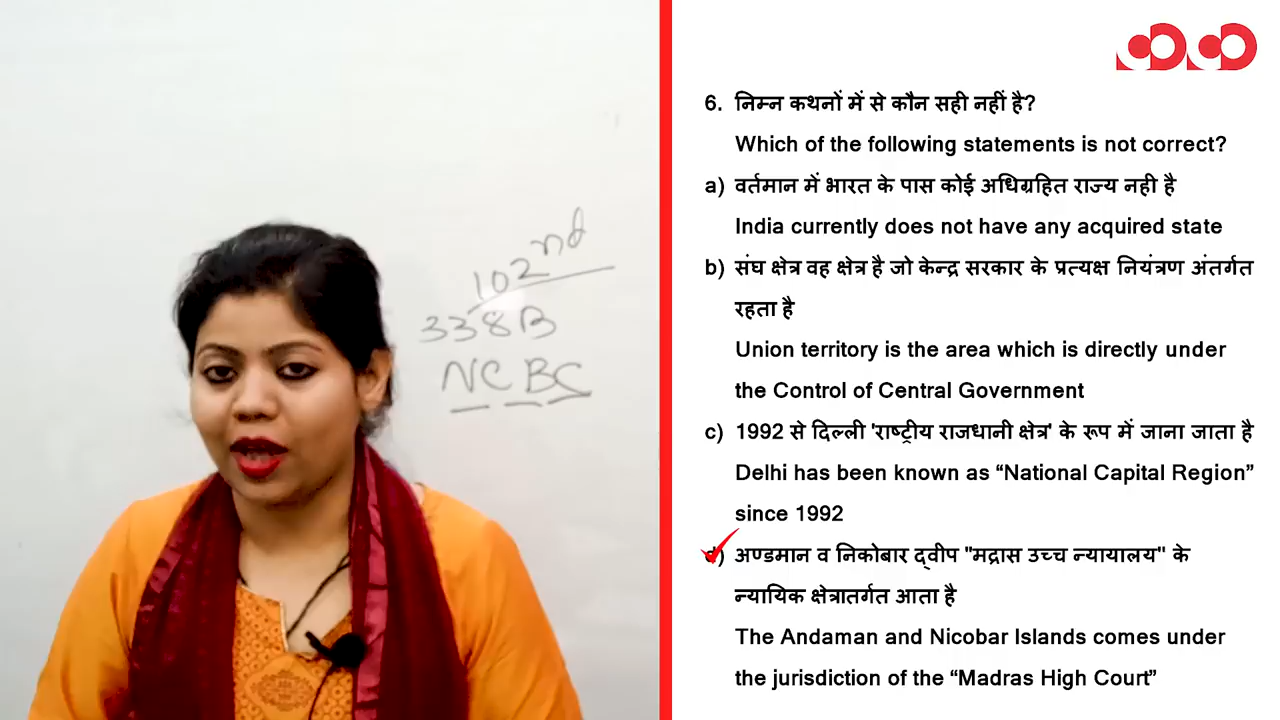 102nd
338B
NCBC
6. निम्न कथनों में से कौन सही नहीं है?
Which of the following statements is not correct?
a) वर्तमान में भारत के पास कोई अधिग्रहित राज्य नही है
India currently does not have any acquired state
b) संघ क्षेत्र वह क्षेत्र है जो केन्द्र सरकार के प्रत्यक्ष नियंत्रण अंतर्गत
रहता है
Union territory is the area which is directly under
the Control of Central Government
c) 1992 से दिल्ली 'राष्ट्रीय राजधानी क्षेत्र' के रूप में जाना जाता है
Delhi has been known as “National Capital Region”
since 1992
d) अण्डमान व निकोबार द्वीप "मद्रास उच्च न्यायालय" के
न्यायिक क्षेत्रातर्गत आता है
The Andaman and Nicobar Islands comes under
the jurisdiction of the “Madras High Court”